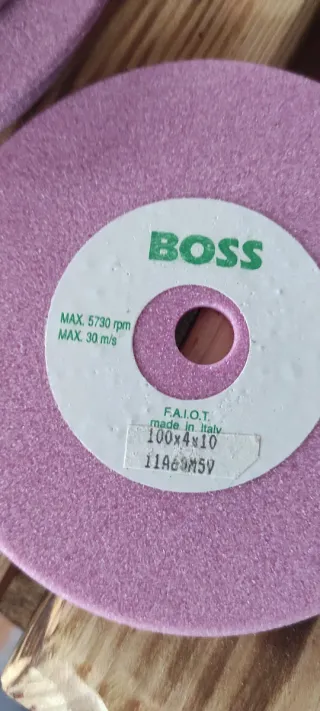 BOSS
MAX. 5730 rpm
MAX. 30 m/s
F.A.I.O.T.
made in Italy
100x4x10
11A60M5V